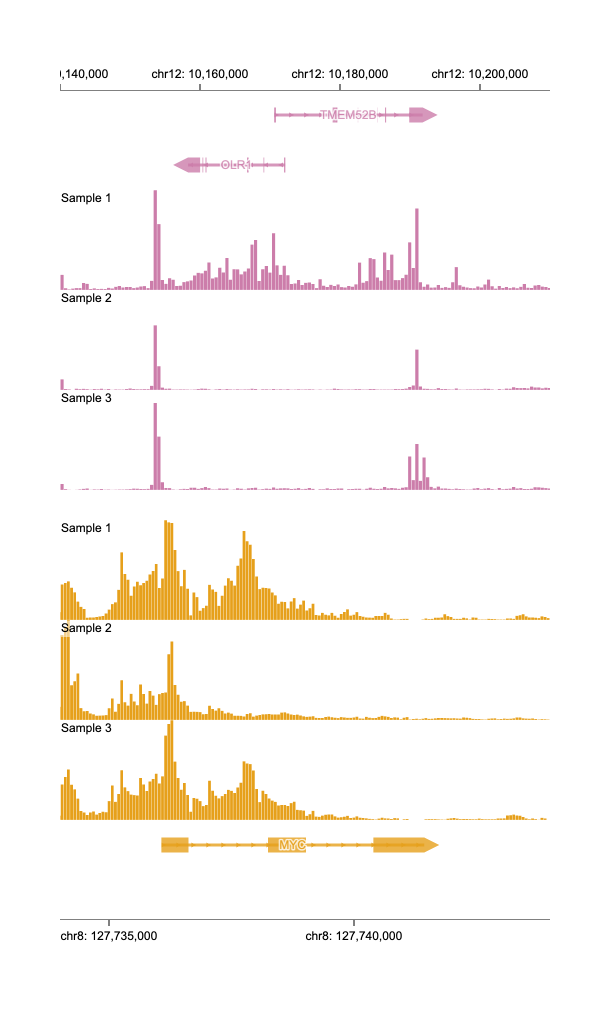 ),140,000 chr12: 10,160,000 chr12: 10,180,000 chr12: 10,200,000
TMEM52B
OLR1
Sample 1
Sample 2
Sample 3
Sample 1
Sample 2
Sample 3
MYC
chr8: 127,735,000 chr8: 127,740,000